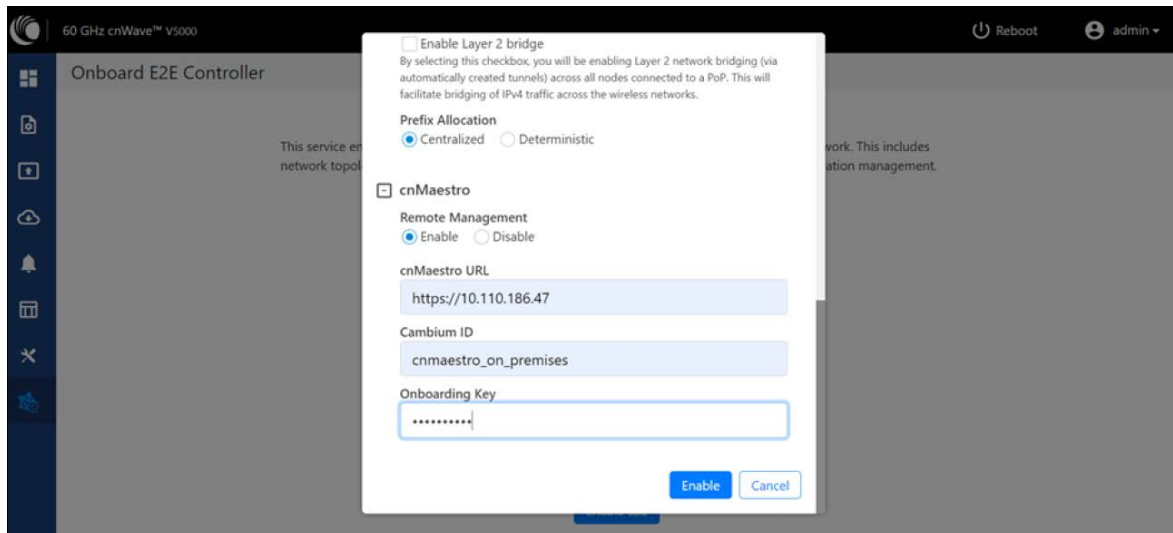 60 GHz cnWave™ V5000
Reboot
admin
Onboard E2E Controller
This service en
network topol
work. This includes
ation management.
Enable Layer 2 bridge
By selecting this checkbox, you will be enabling Layer 2 network bridging (via
automatically created tunnels) across all nodes connected to a PoP. This will
facilitate bridging of IPv4 traffic across the wireless networks.
Prefix Allocation
Centralized Deterministic
cnMaestro
Remote Management
Enable Disable
cnMaestro URL
https://10.110.186.47
Cambium ID
cnmaestro_on_premises
Onboarding Key
••••••••••
Enable Cancel